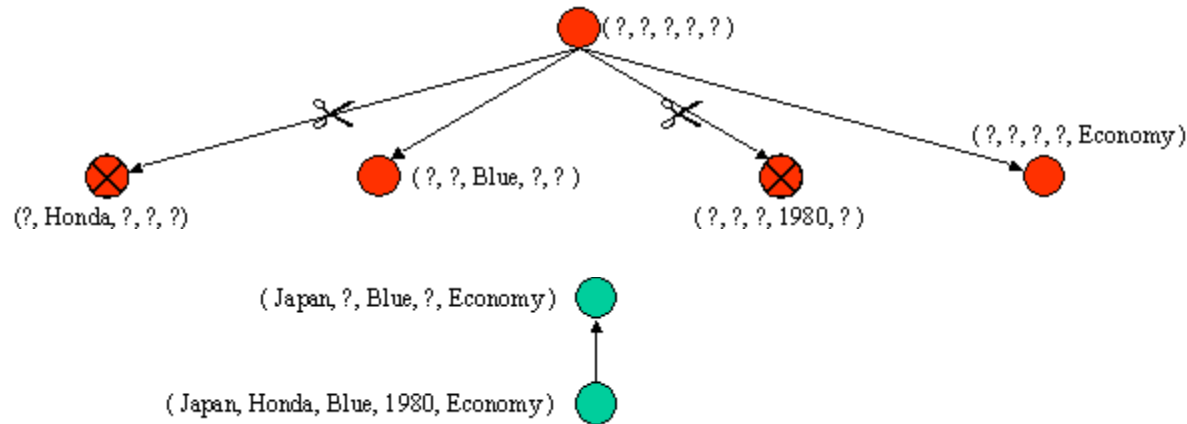 ( ?, ?, ?, ?, ? )
( ?, ?, ?, ?, Economy )
( ?, ?, Blue, ?, ? )
(?, Honda, ?, ?, ?)
( ?, ?, ?, 1980, ? )
( Japan, ?, Blue, ?, Economy )
( Japan, Honda, Blue, 1980, Economy )